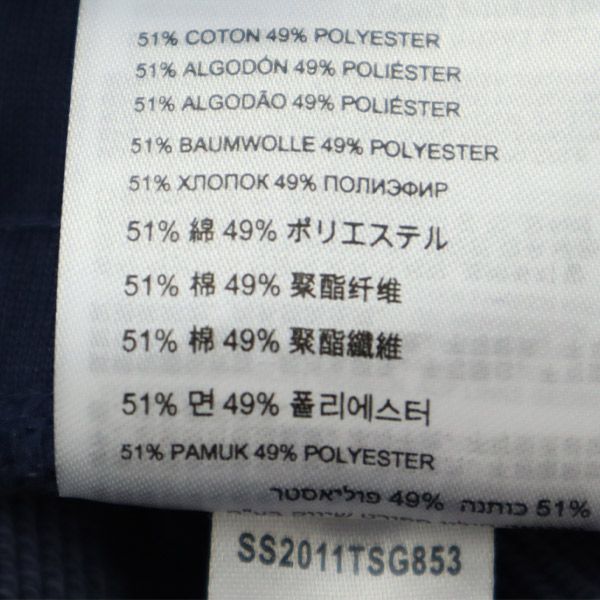 51% COTON 49% POLYESTER
51% ALGODÓN 49% POLIÉSTER
51% ALGODÃO 49% POLIÉSTER
51% BAUMWOLLE 49% POLYESTER
51% ХЛОПОК 49% ПОЛИЭФИР
51% 綿 49% ポリエステル
51% 棉 49% 聚酯纤维
51% 棉 49% 聚酯纖維
51% 면 49% 폴리에스터
51% PAMUK 49% POLYESTER
51% כותנה 49% פוליאסטר
SS2011TSG853